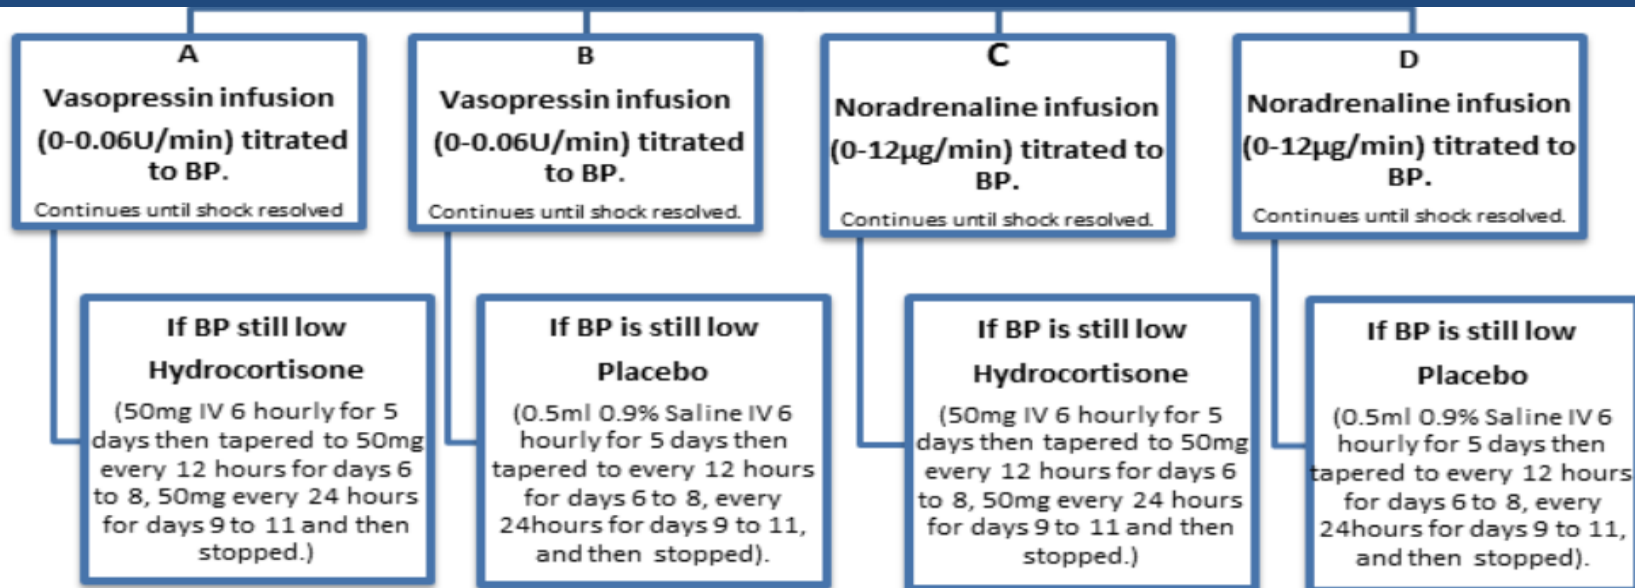 A
Vasopressin infusion
(0-0.06U/min) titrated
to BP.
Continues until shock resolved
B
Vasopressin infusion
(0-0.06U/min) titrated
to BP.
Continues until shock resolved.
C
Noradrenaline infusion
(0-12µg/min) titrated to
BP.
Continues until shock resolved.
D
Noradrenaline infusion
(0-12µg/min) titrated to
BP.
Continues until shock resolved.
If BP still low
Hydrocortisone
(50mg IV 6 hourly for 5
days then tapered to 50mg
every 12 hours for days 6
to 8, 50mg every 24 hours
for days 9 to 11 and then
stopped.)
If BP is still low
Placebo
(0.5ml 0.9% Saline IV 6
hourly for 5 days then
tapered to every 12 hours
for days 6 to 8, every
24hours for days 9 to 11,
and then stopped).
If BP is still low
Hydrocortisone
(50mg IV 6 hourly for 5
days then tapered to 50mg
every 12 hours for days 6
to 8, 50mg every 24 hours
for days 9 to 11 and then
stopped.)
If BP is still low
Placebo
(0.5ml 0.9% Saline IV 6
hourly for 5 days then
tapered to every 12 hours
for days 6 to 8, every
24hours for days 9 to 11,
and then stopped).